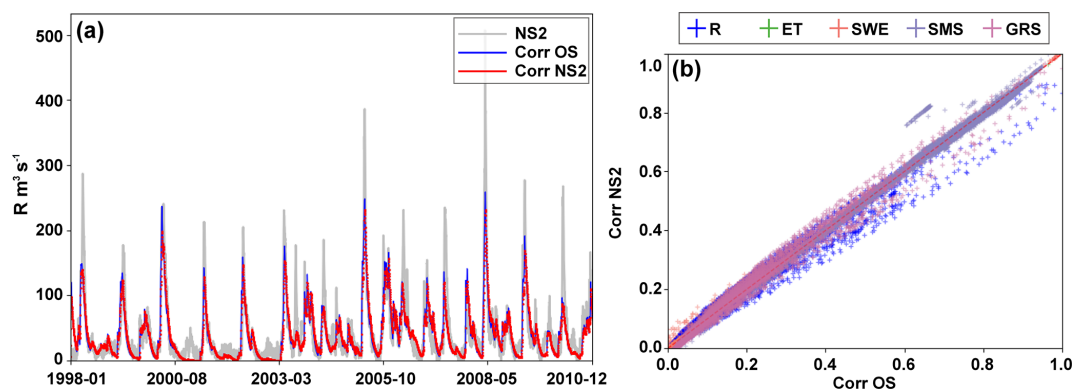 (a)
NS2
Corr OS
Corr NS2
R m³ s⁻¹
500
400
300
200
100
0
1998-01 2000-08 2003-03 2005-10 2008-05 2010-12
R ET SWE SMS GRS
(b)
Corr NS2
1.0
0.8
0.6
0.4
0.2
0.0
0.0 0.2 0.4 0.6 0.8 1.0
Corr OS